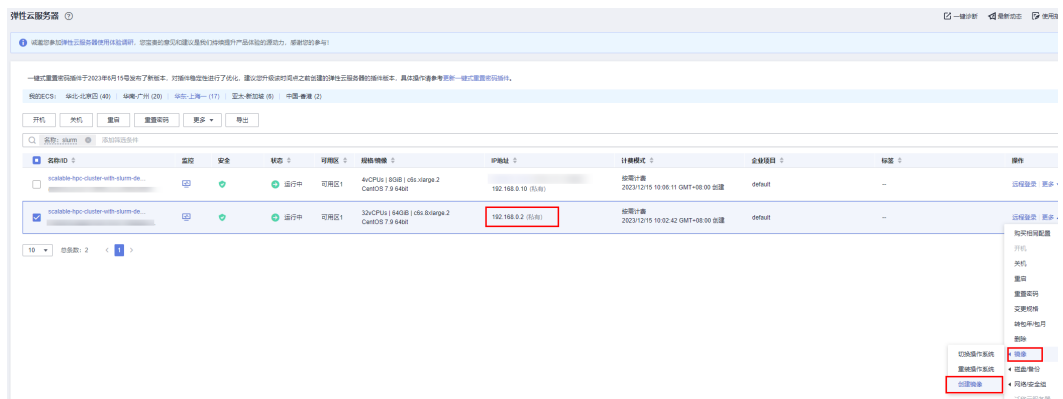 弹性云服务器
一键诊断 最新动态 使用指
诚邀您参加弹性云服务器使用体验调研，您宝贵的意见和建议是我们持续提升产品体验的源动力，感谢您的参与！
一键式重置密码插件于2023年6月15号发布了新版本，对插件稳定性进行了优化，建议您升级该时间点之前创建的弹性云服务器的插件版本，具体操作请参考更新一键式重置密码插件。
我的ECS： 华北-北京四 (40) | 华南-广州 (20) | 华东-上海一 (17) | 亚太-新加坡 (6) | 中国-香港 (2)
开机 关机 重启 重置密码 更多 导出
名称: slurm 添加筛选条件
名称/ID 监控 安全 状态 可用区 规格/镜像 IP地址 计费模式 企业项目 标签 操作
scalable-hpc-cluster-with-slurm-de... 运行中 可用区1 4vCPUs | 8GiB | c6s.xlarge.2 按需计费 default -- 远程登录 更多
CentOS 7.9 64bit 192.168.0.10 (私有) 2023/12/15 10:06:11 GMT+08:00 创建
scalable-hpc-cluster-with-slurm-de... 运行中 可用区1 32vCPUs | 64GiB | c6s.8xlarge.2 192.168.0.2 (私有) 按需计费 default -- 远程登录 更多
CentOS 7.9 64bit 2023/12/15 10:02:42 GMT+08:00 创建
10 总条数: 2 < 1 >
购买相同配置
开机
关机
重启
重置密码
变更规格
转包年/包月
删除
切换操作系统 镜像
重装操作系统 磁盘/备份
创建镜像 网络/安全组